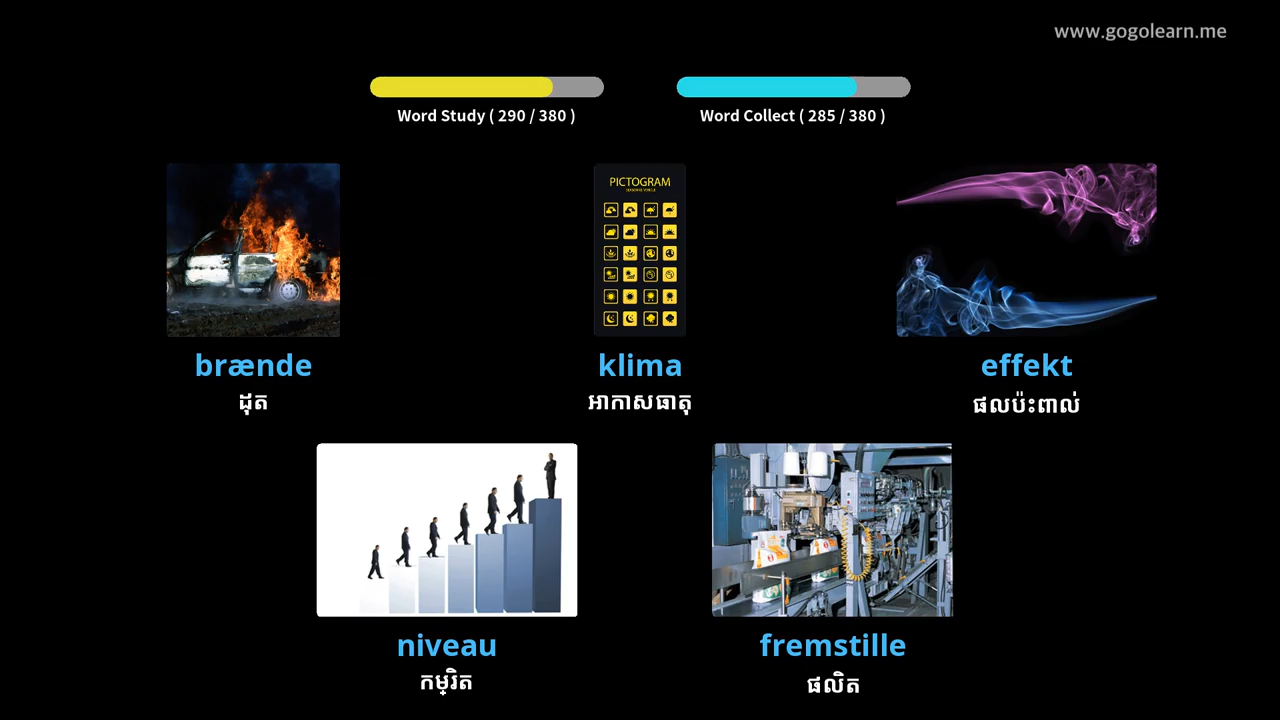 www.gogolearn.me
Word Study ( 290 / 380 )
Word Collect ( 285 / 380 )
PICTOGRAM
brænde
klima
effekt
ដុត
អាកាសធាតុ
ផលប៉ះពាល់
niveau
fremstille
កម្រិត
ផលិត